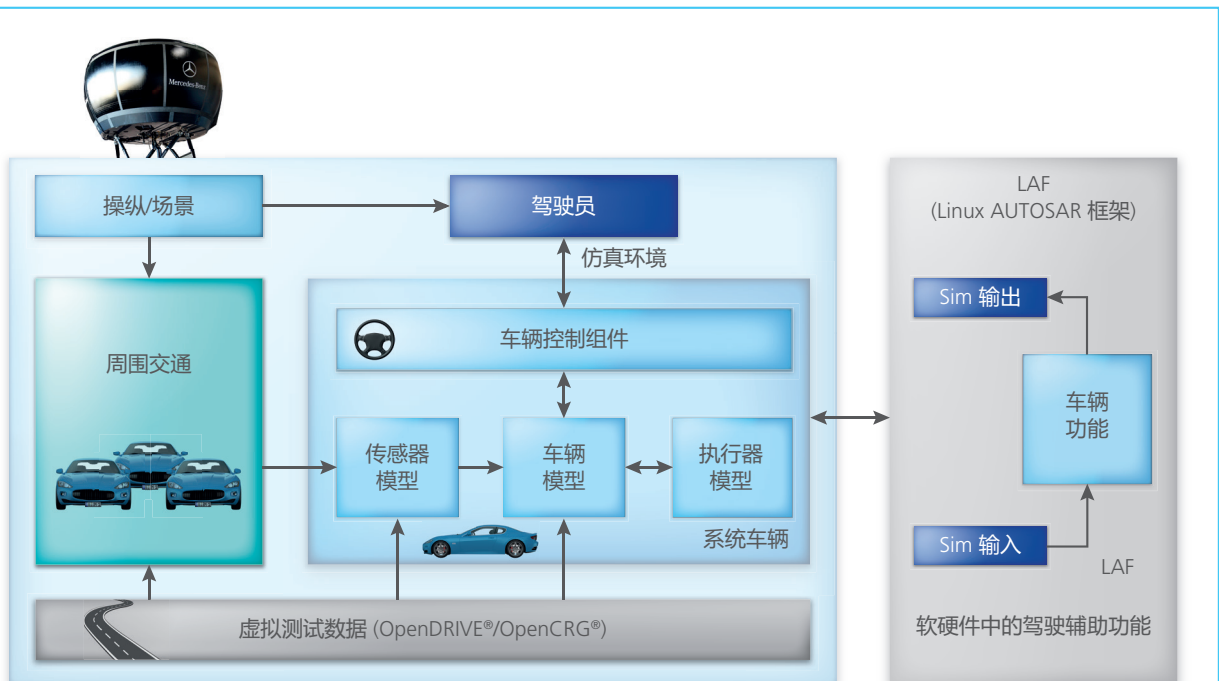 Mercedes-Benz
操纵/场景
驾驶员
仿真环境
周围交通
车辆控制组件
传感器
模型
车辆
模型
执行器
模型
系统车辆
虚拟测试数据 (OpenDRIVE®/OpenCRG®)
LAF
(Linux AUTOSAR 框架)
Sim 输出
车辆
功能
Sim 输入
LAF
软硬件中的驾驶辅助功能